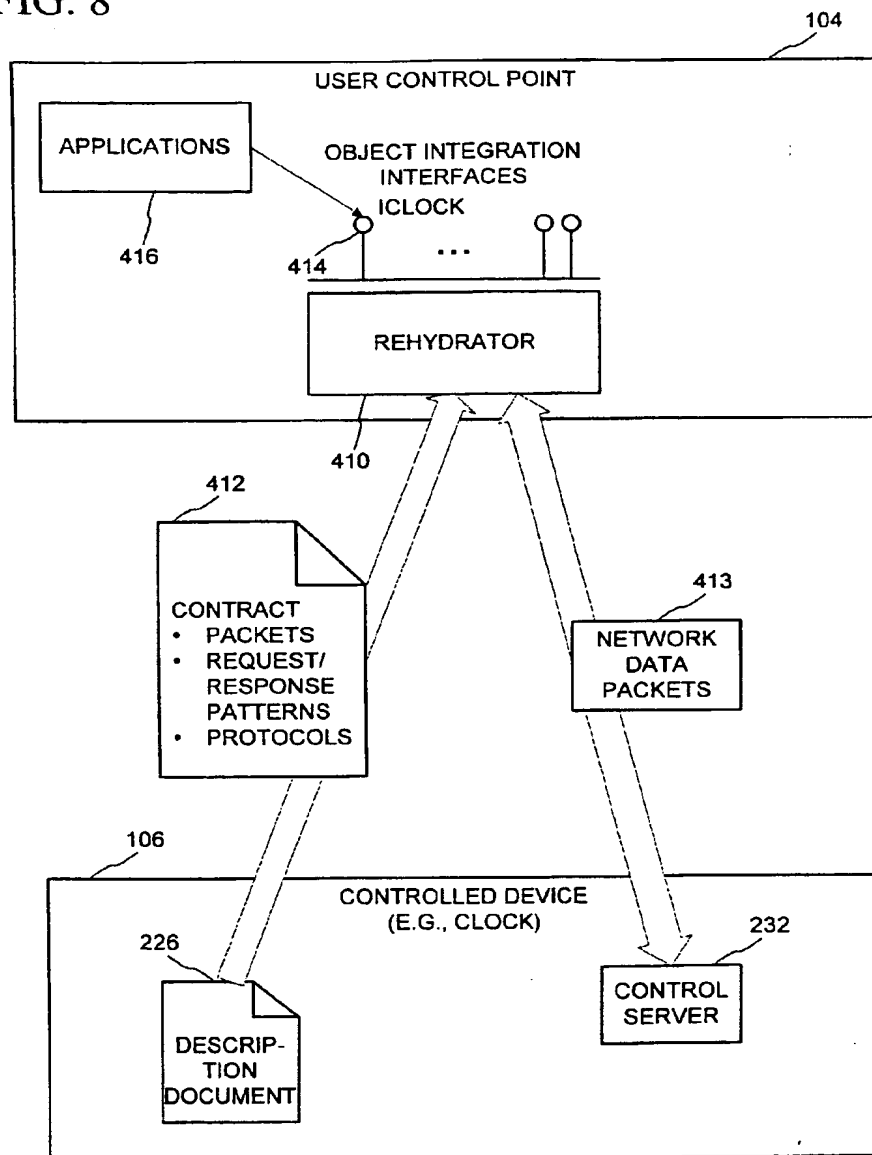 FIG. 8
104
USER CONTROL POINT
APPLICATIONS
416
OBJECT INTEGRATION
INTERFACES
ICLOCK
414
...
REHYDRATOR
410
412
CONTRACT
• PACKETS
• REQUEST/
RESPONSE
PATTERNS
• PROTOCOLS
413
NETWORK
DATA
PACKETS
106
CONTROLLED DEVICE
(E.G., CLOCK)
226
DESCRIP-
TION
DOCUMENT
232
CONTROL
SERVER